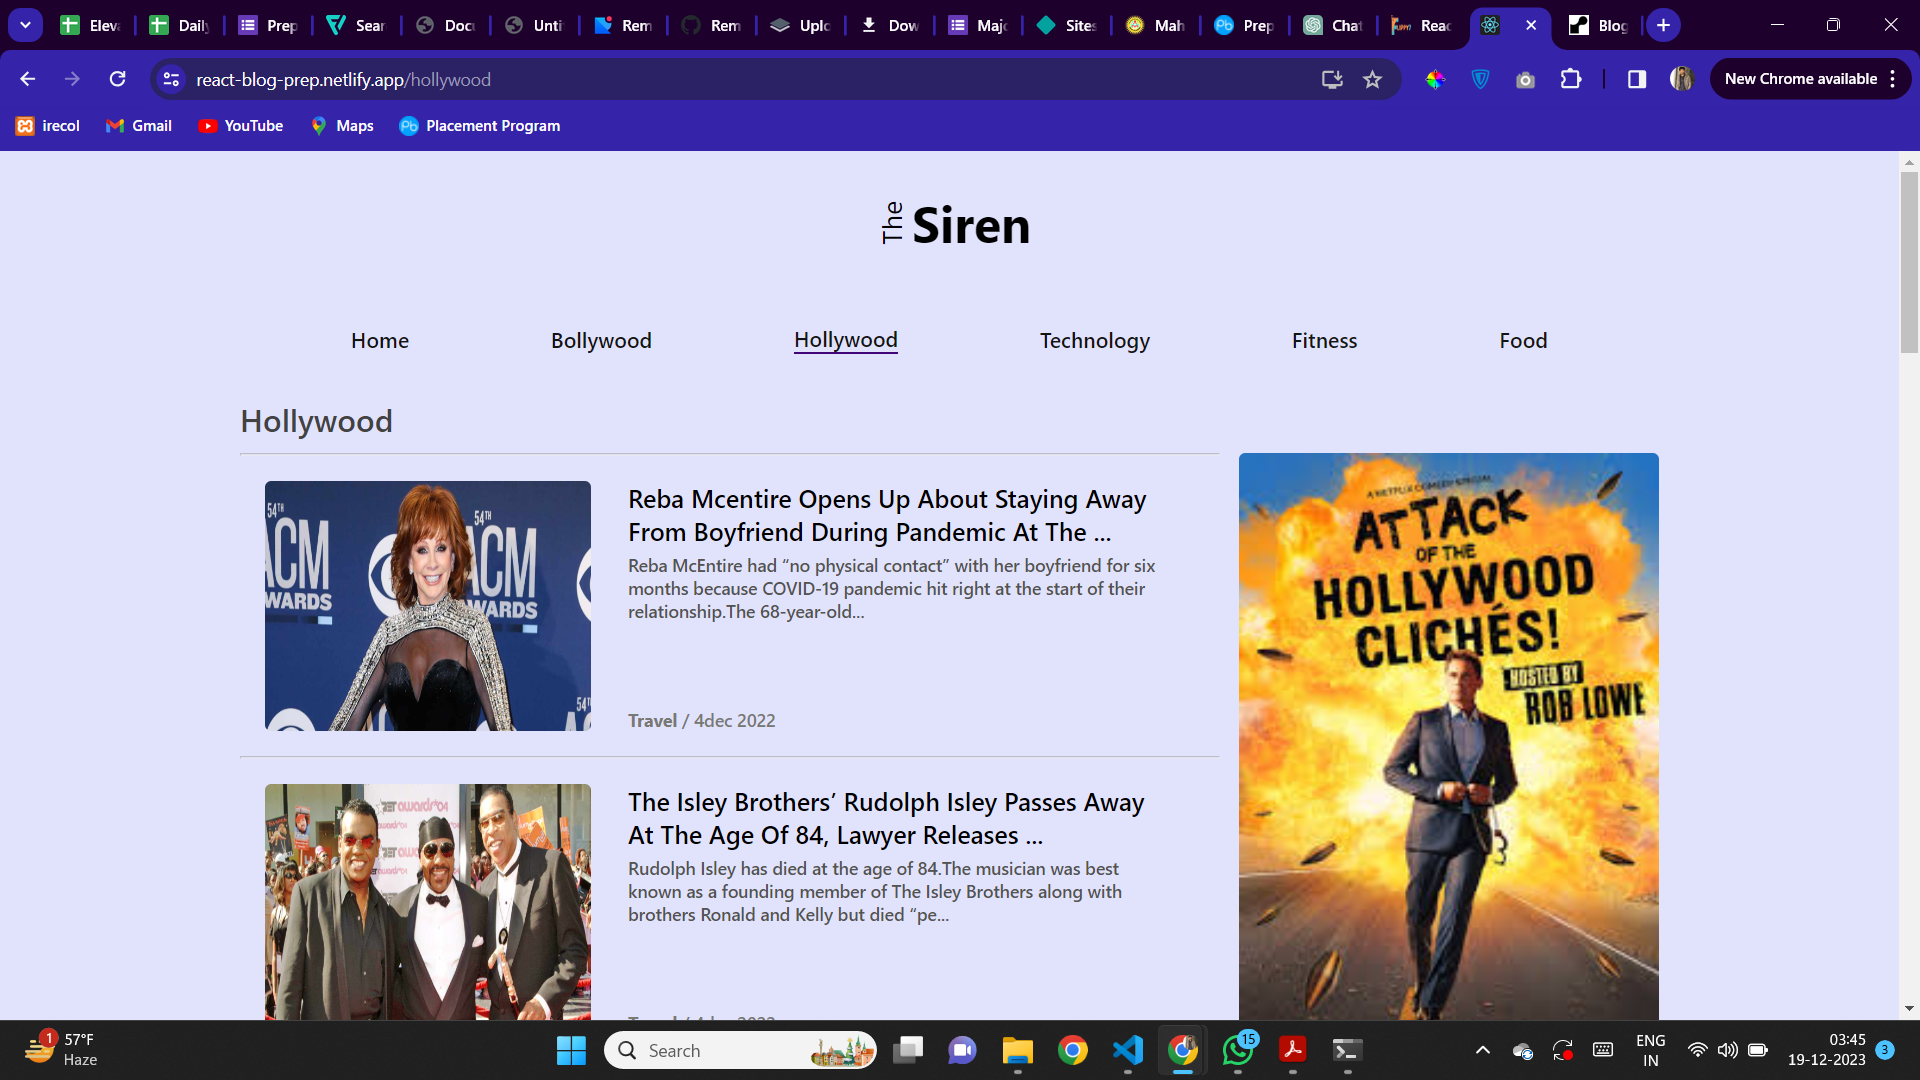 Elev
Daily
Prep
Sear
Docu
Unti
Rem
Rem
Uplo
Dow
Majo
Sites
Mah
Prep
Chat
Reac
Blog
react-blog-prep.netlify.app/hollywood
New Chrome available
irecol
Gmail
YouTube
Maps
Placement Program
The Siren
Home
Bollywood
Hollywood
Technology
Fitness
Food
Hollywood
54TH
ACM
WARDS
54TH
ACM
WARDS
Reba Mcentire Opens Up About Staying Away
From Boyfriend During Pandemic At The ...
Reba McEntire had “no physical contact” with her boyfriend for six
months because COVID-19 pandemic hit right at the start of their
relationship.The 68-year-old...
Travel / 4dec 2022
The Isley Brothers’ Rudolph Isley Passes Away
At The Age Of 84, Lawyer Releases ...
Rudolph Isley has died at the age of 84.The musician was best
known as a founding member of The Isley Brothers along with
brothers Ronald and Kelly but died “pe...
A NETFLIX COMEDY SPECIAL
ATTACK
OF THE
HOLLYWOOD
CLICHÉS!
HOSTED BY
ROB LOWE
1
57°F
Haze
Search
15
ENG
IN
03:45
19-12-2023
3